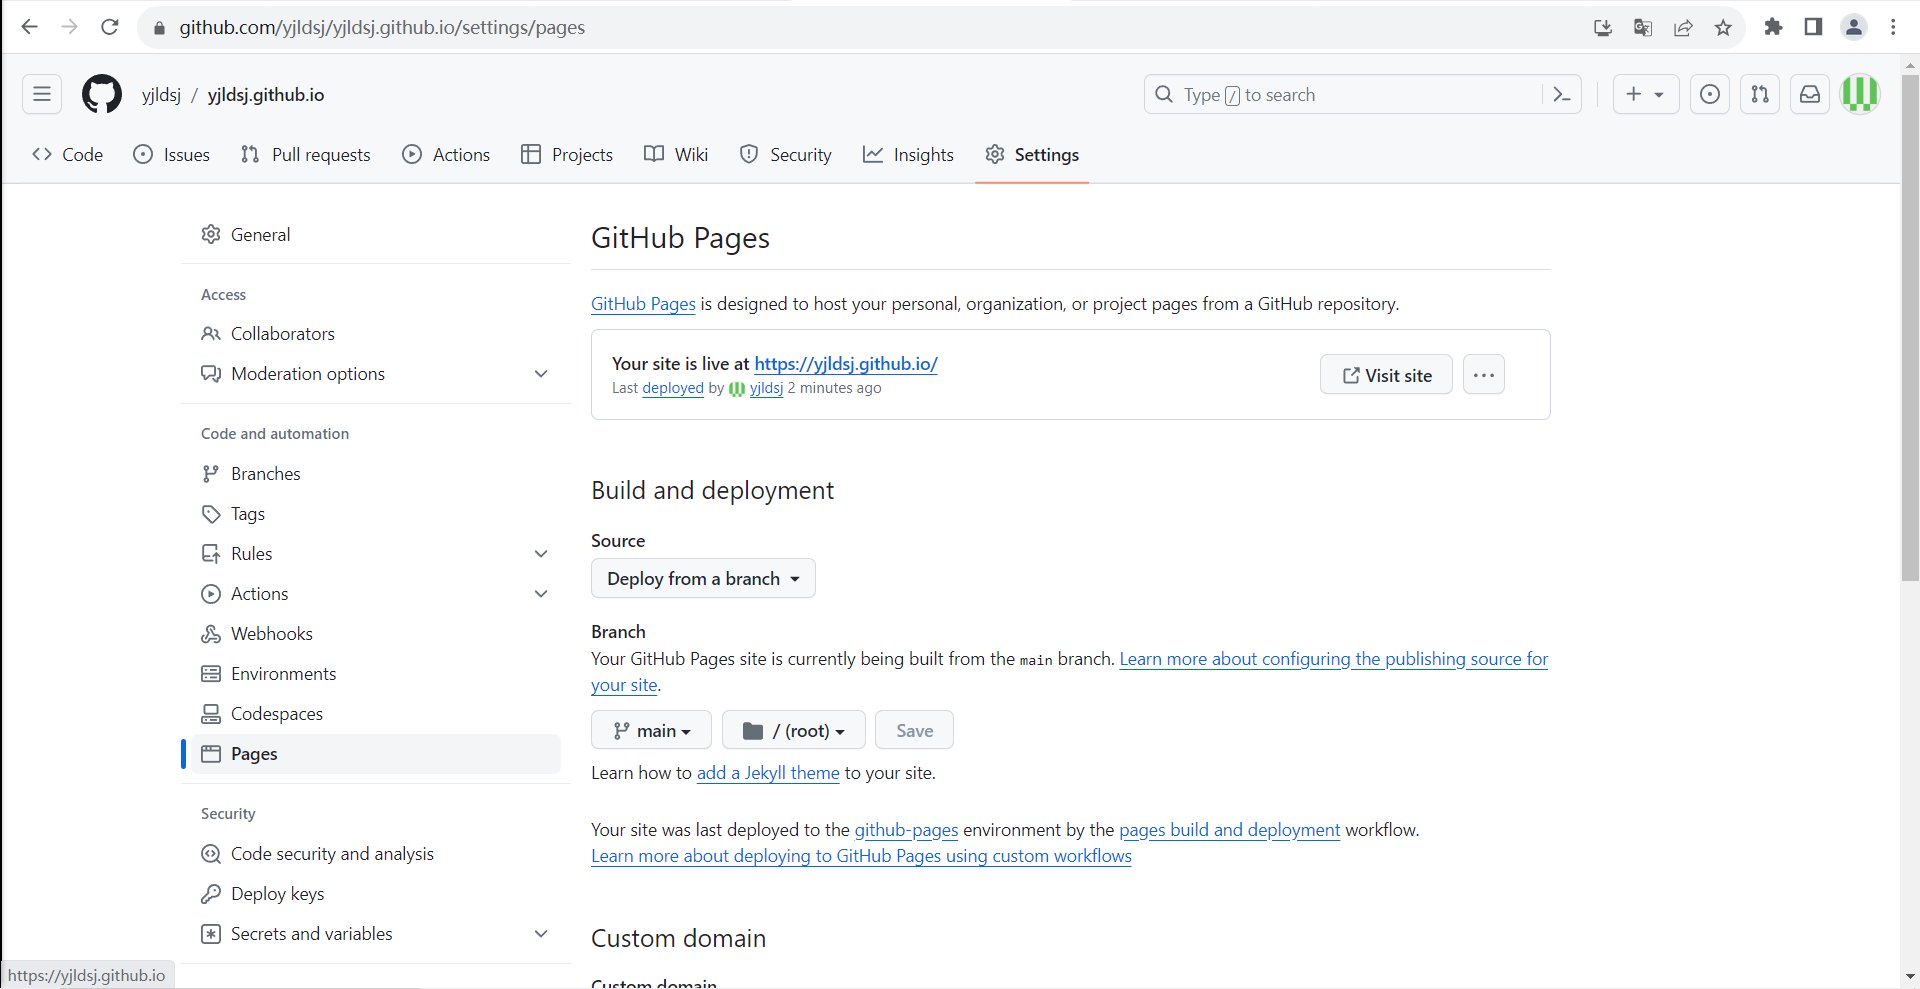 github.com/yjldsj/yjldsj.github.io/settings/pages
yjldsj / yjldsj.github.io
Type / to search
Code
Issues
Pull requests
Actions
Projects
Wiki
Security
Insights
Settings
General
Access
Collaborators
Moderation options
Code and automation
Branches
Tags
Rules
Actions
Webhooks
Environments
Codespaces
Pages
Security
Code security and analysis
Deploy keys
Secrets and variables
GitHub Pages
GitHub Pages is designed to host your personal, organization, or project pages from a GitHub repository.
Your site is live at https://yjldsj.github.io/
Last deployed by yjldsj 2 minutes ago
Visit site
Build and deployment
Source
Deploy from a branch
Branch
Your GitHub Pages site is currently being built from the main branch. Learn more about configuring the publishing source for
your site.
main
/ (root)
Save
Learn how to add a Jekyll theme to your site.
Your site was last deployed to the github-pages environment by the pages build and deployment workflow.
Learn more about deploying to GitHub Pages using custom workflows
Custom domain
Custom domain
https://yjldsj.github.io